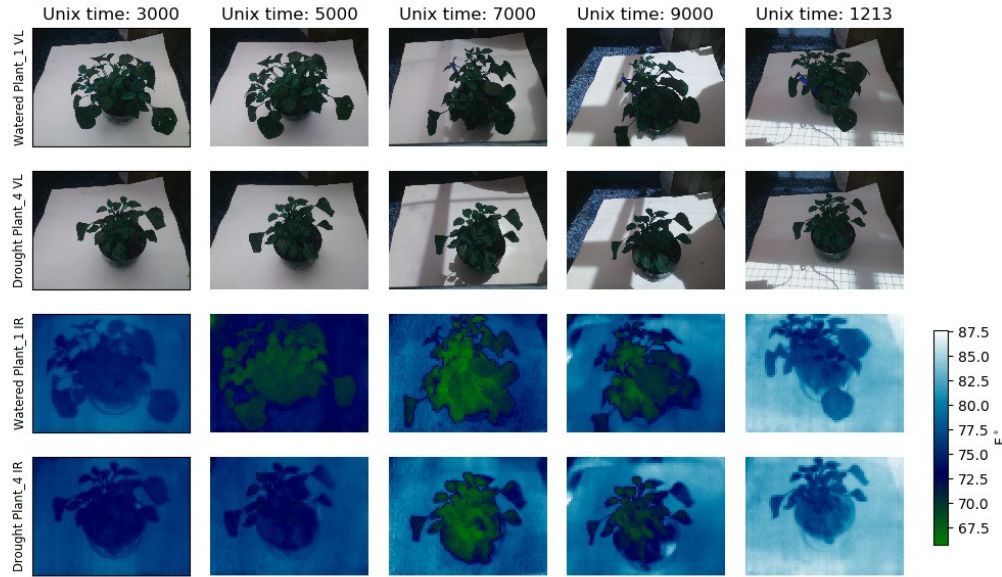 Unix time: 3000 Unix time: 5000 Unix time: 7000 Unix time: 9000 Unix time: 1213
Watered Plant_1 VL
Drought Plant_4 VL
Watered Plant_1 IR
Drought Plant_4 IR
87.5
85.0
82.5
80.0
77.5
75.0
72.5
70.0
67.5
F°